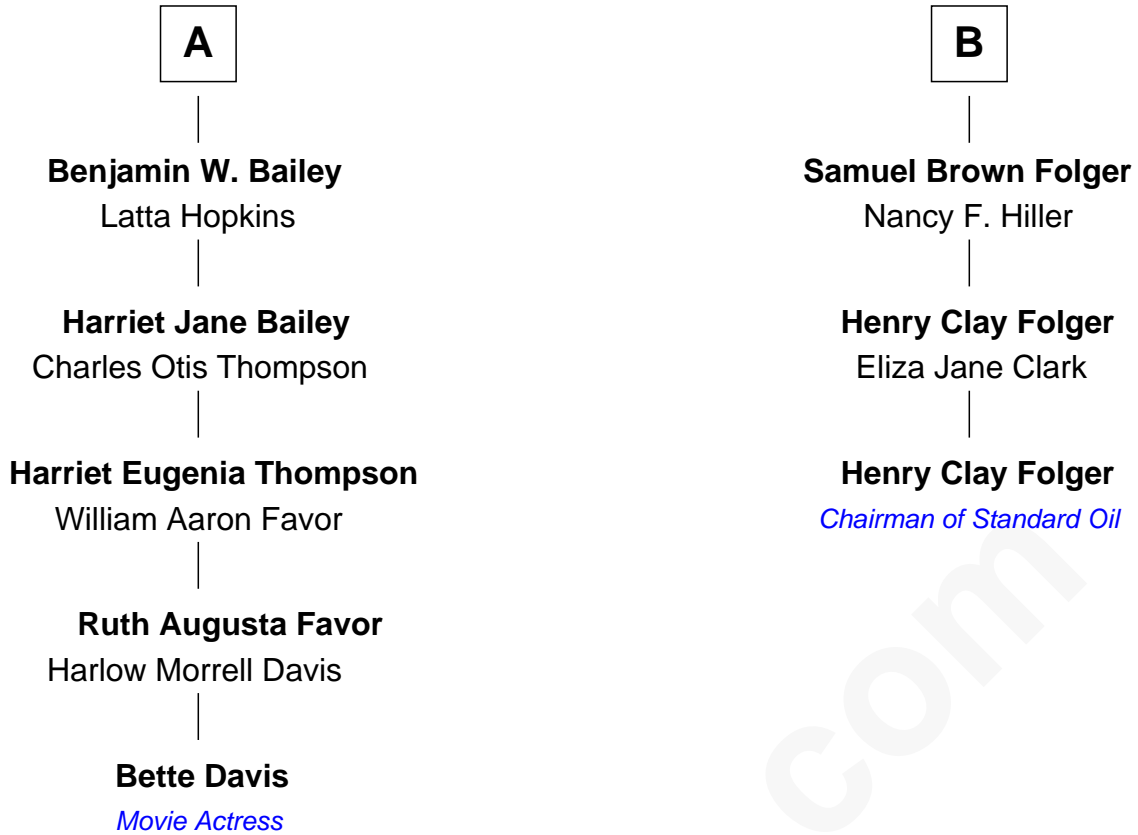 A
Benjamin W. Bailey
Latta Hopkins
Harriet Jane Bailey
Charles Otis Thompson
Harriet Eugenia Thompson
William Aaron Favor
Ruth Augusta Favor
Harlow Morrell Davis
Bette Davis
Movie Actress
B
Samuel Brown Folger
Nancy F. Hiller
Henry Clay Folger
Eliza Jane Clark
Henry Clay Folger
Chairman of Standard Oil
com